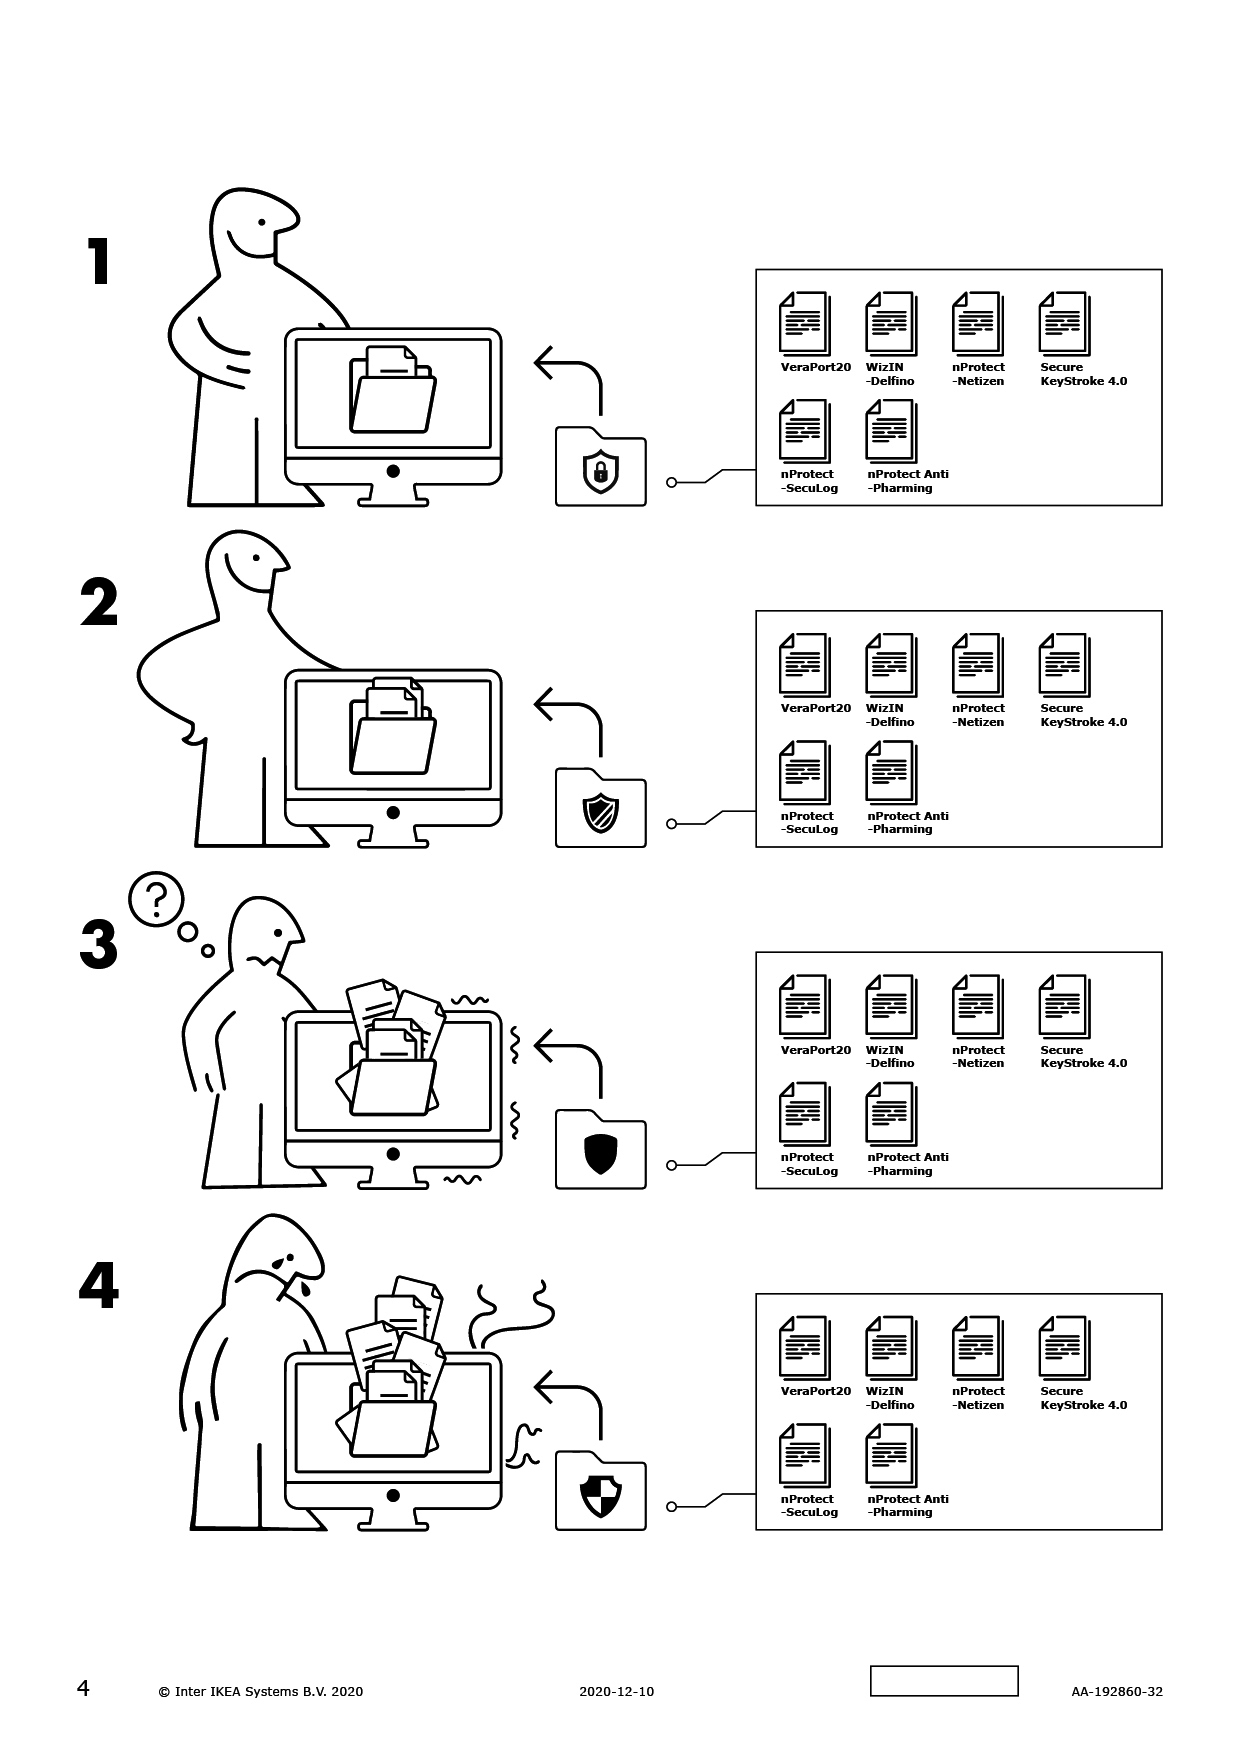 1
VeraPort20 WizIN -Delfino nProtect -Netizen Secure KeyStroke 4.0
nProtect -SecuLog nProtect Anti -Pharming
2
VeraPort20 WizIN -Delfino nProtect -Netizen Secure KeyStroke 4.0
nProtect -SecuLog nProtect Anti -Pharming
?
3
VeraPort20 WizIN -Delfino nProtect -Netizen Secure KeyStroke 4.0
nProtect -SecuLog nProtect Anti -Pharming
4
VeraPort20 WizIN -Delfino nProtect -Netizen Secure KeyStroke 4.0
nProtect -SecuLog nProtect Anti -Pharming
4 © Inter IKEA Systems B.V. 2020 2020-12-10 AA-192860-32